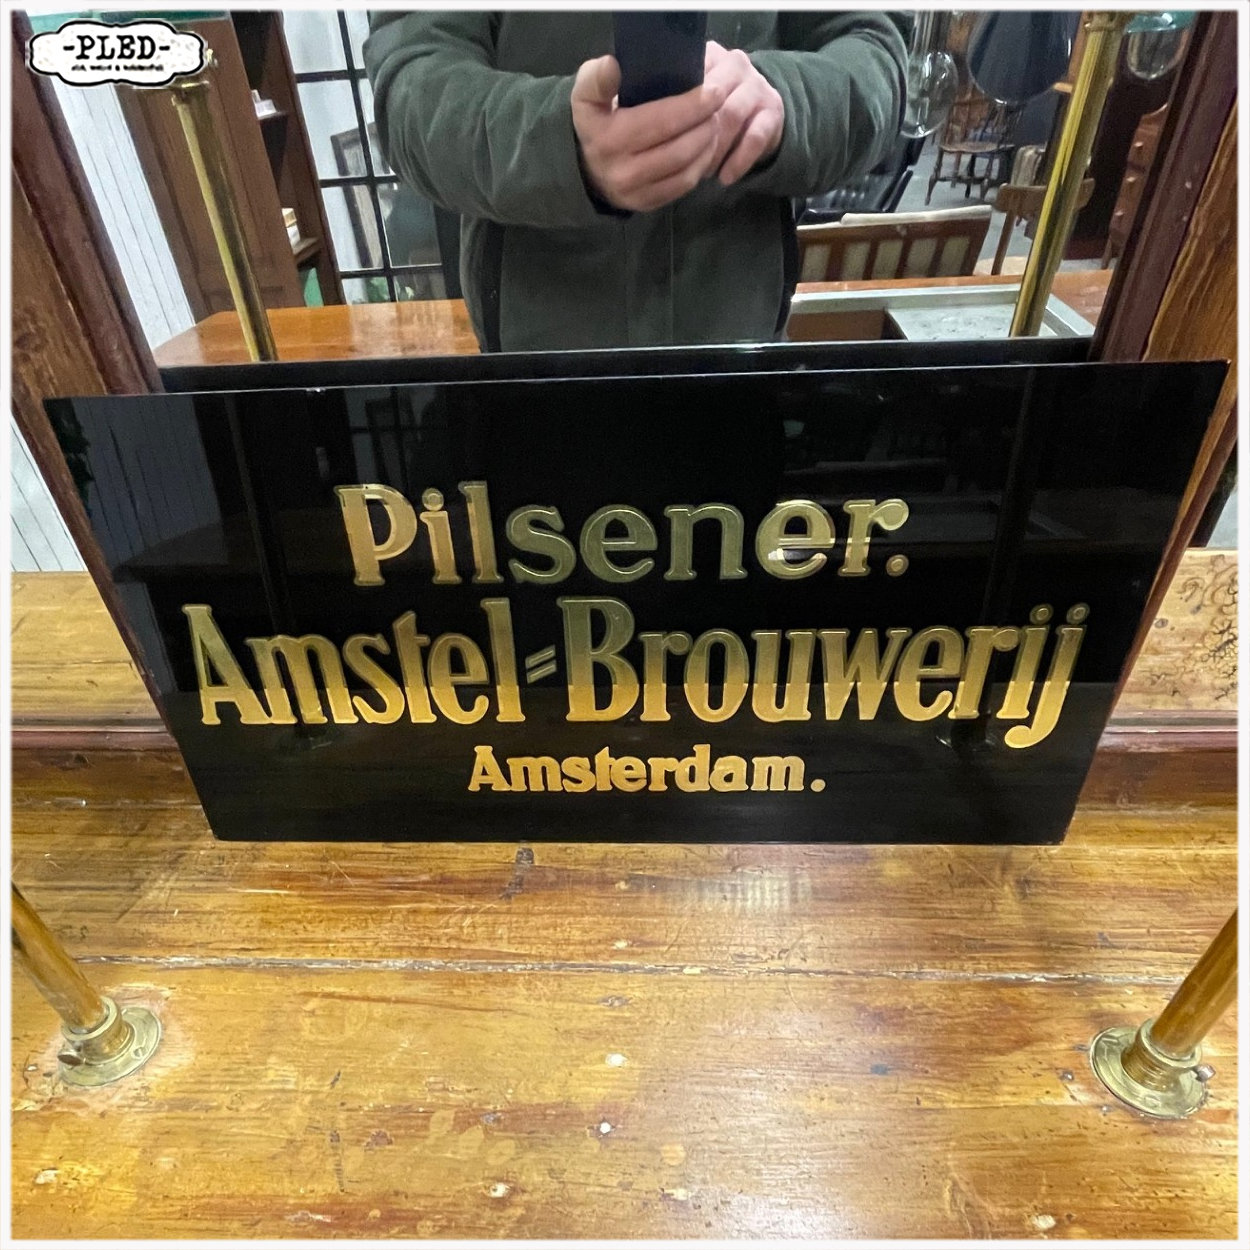 -PLED-
Pilsener.
Amstel=Brouwerij
Amsterdam.